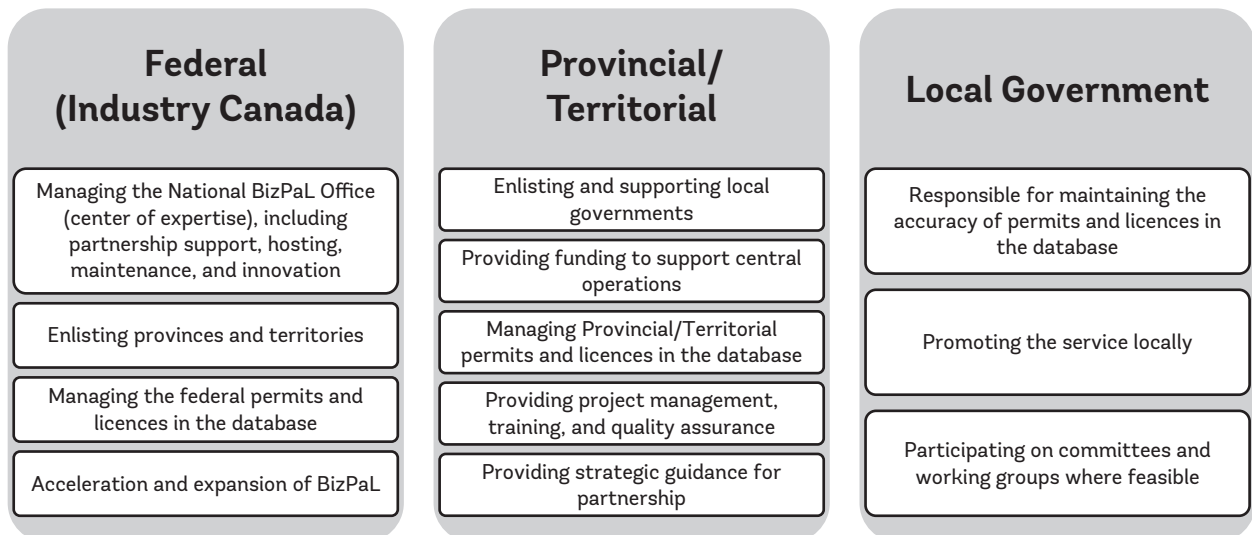 Federal
(Industry Canada)
Managing the National BizPaL Office
(center of expertise), including
partnership support, hosting,
maintenance, and innovation
Enlisting provinces and territories
Managing the federal permits and
licences in the database
Acceleration and expansion of BizPaL
Provincial/
Territorial
Enlisting and supporting local
governments
Providing funding to support central
operations
Managing Provincial/Territorial
permits and licences in the database
Providing project management,
training, and quality assurance
Providing strategic guidance for
partnership
Local Government
Responsible for maintaining the
accuracy of permits and licences in
the database
Promoting the service locally
Participating on committees and
working groups where feasible